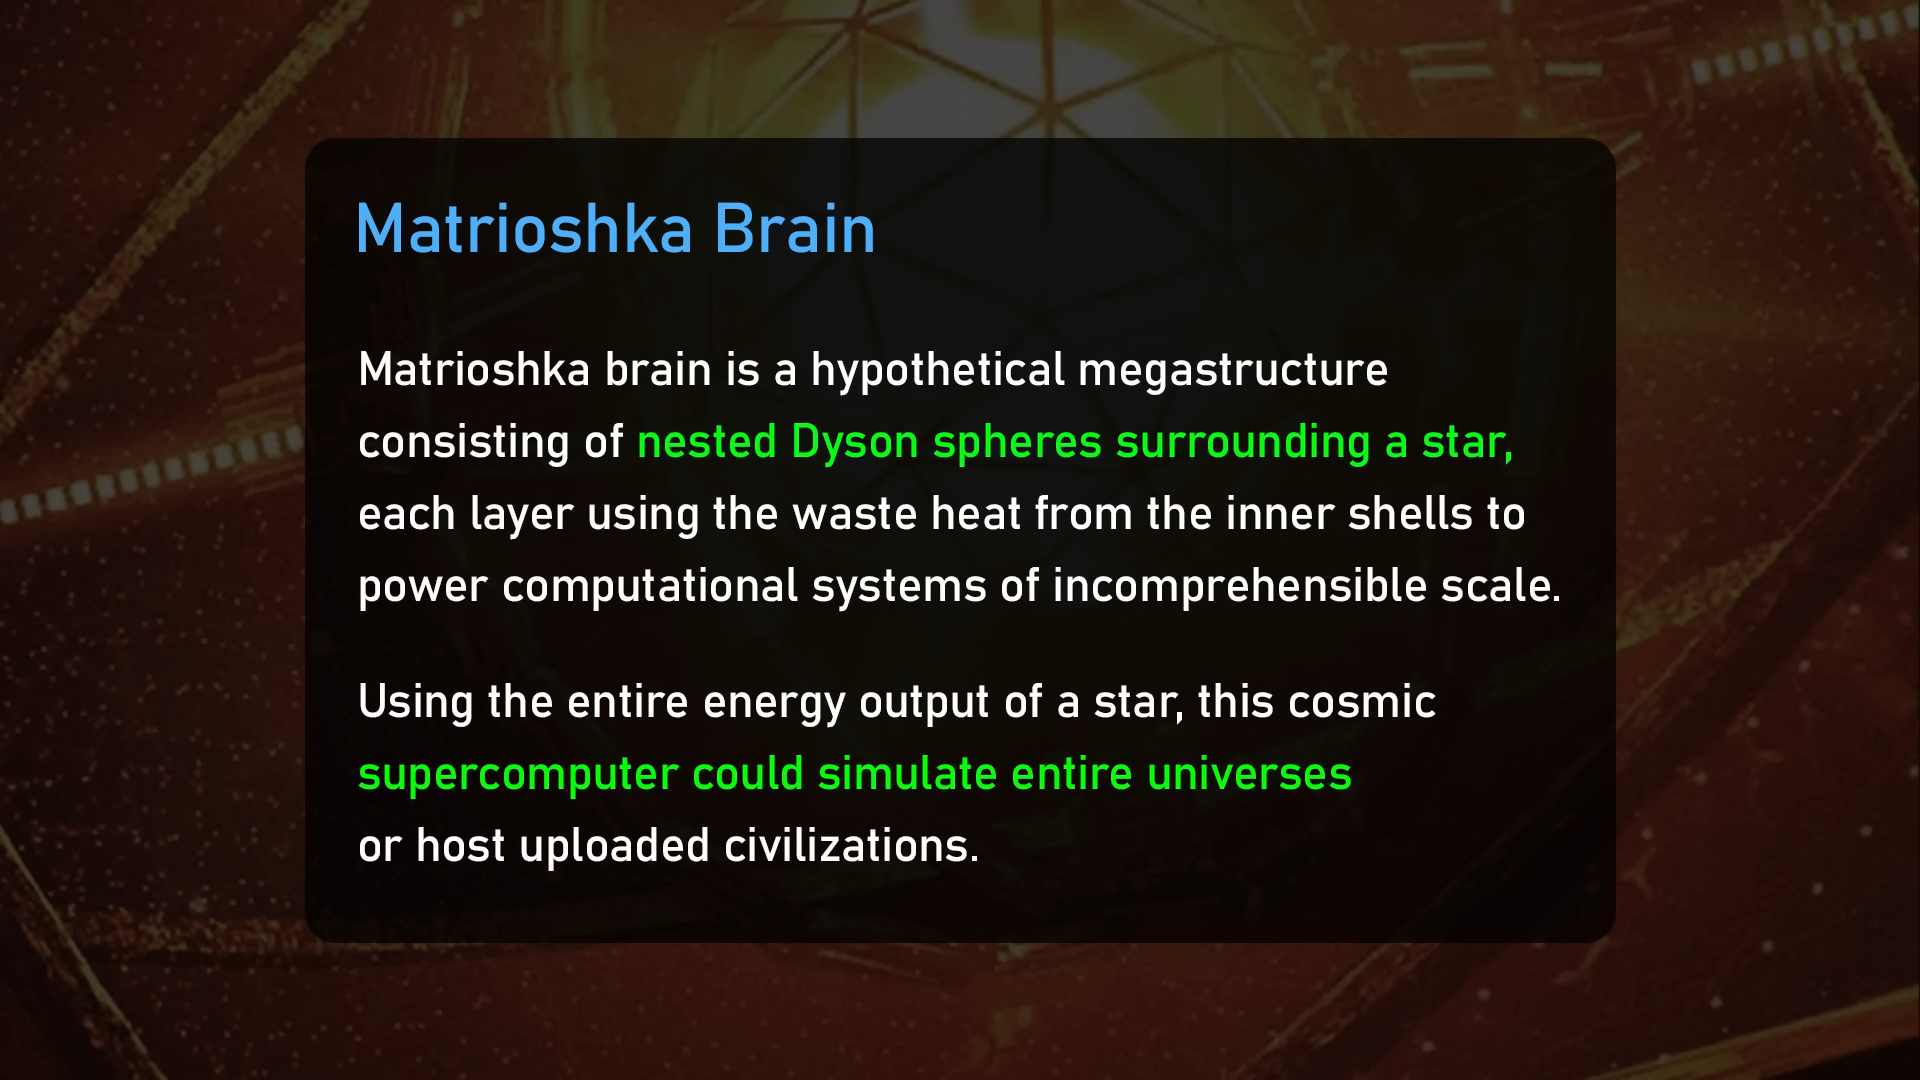 Matrioshka Brain
Matrioshka brain is a hypothetical megastructure
consisting of nested Dyson spheres surrounding a star,
each layer using the waste heat from the inner shells to
power computational systems of incomprehensible scale.
Using the entire energy output of a star, this cosmic
supercomputer could simulate entire universes
or host uploaded civilizations.